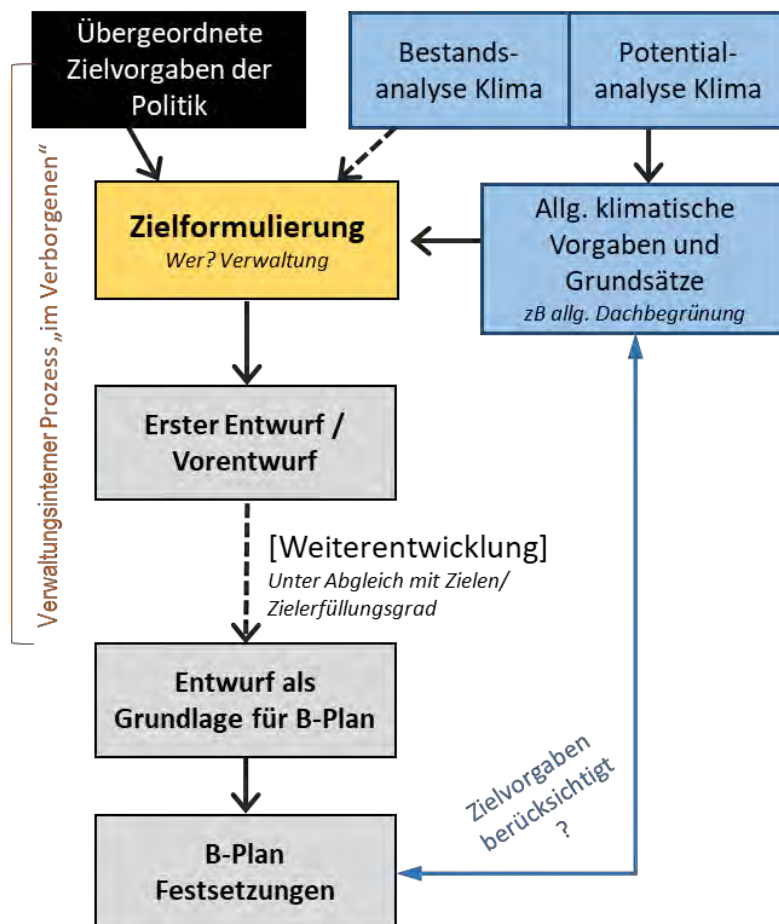 Übergeordnete
Zielvorgaben der
Politik
Bestands-
analyse Klima
Potential-
analyse Klima
Verwaltungsinterner Prozess „im Verborgenen“
Zielformulierung
Wer? Verwaltung
Allg. klimatische
Vorgaben und
Grundsätze
zB allg. Dachbegrünung
Erster Entwurf /
Vorentwurf
[Weiterentwicklung]
Unter Abgleich mit Zielen/
Zielerfüllungsgrad
Entwurf als
Grundlage für B-Plan
Zielvorgaben
berücksichtigt
?
B-Plan
Festsetzungen